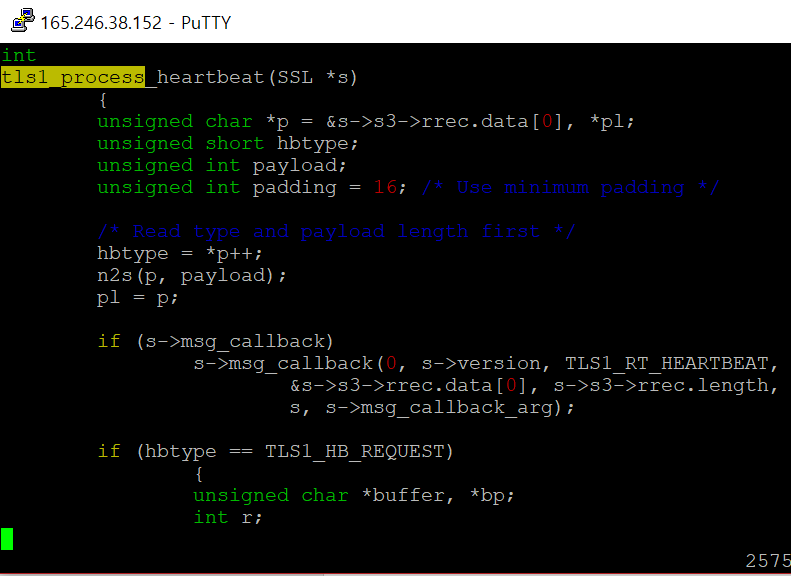 165.246.38.152 - PuTTY
int
tls1_process_heartbeat(SSL *s)
{
unsigned char *p = &s->s3->rrec.data[0], *pl;
unsigned short hbtype;
unsigned int payload;
unsigned int padding = 16; /* Use minimum padding */
/* Read type and payload length first */
hbtype = *p++;
n2s(p, payload);
pl = p;
if (s->msg_callback)
s->msg_callback(0, s->version, TLS1_RT_HEARTBEAT,
&s->s3->rrec.data[0], s->s3->rrec.length,
s, s->msg_callback_arg);
if (hbtype == TLS1_HB_REQUEST)
{
unsigned char *buffer, *bp;
int r;
2575